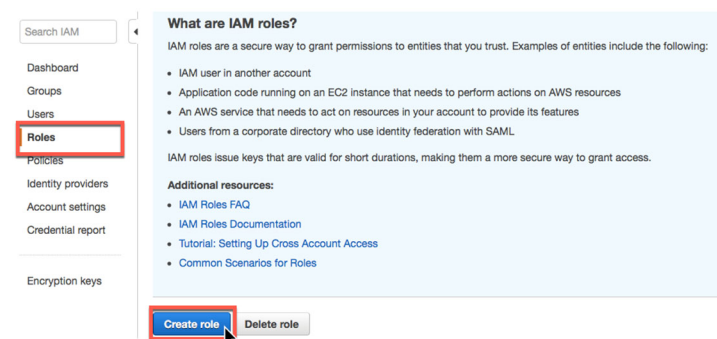 Search IAM
Dashboard
Groups
Users
Roles
Policies
Identity providers
Account settings
Credential report
Encryption keys
What are IAM roles?
IAM roles are a secure way to grant permissions to entities that you trust. Examples of entities include the following:
• IAM user in another account
• Application code running on an EC2 instance that needs to perform actions on AWS resources
• An AWS service that needs to act on resources in your account to provide its features
• Users from a corporate directory who use identity federation with SAML
IAM roles issue keys that are valid for short durations, making them a more secure way to grant access.
Additional resources:
• IAM Roles FAQ
• IAM Roles Documentation
• Tutorial: Setting Up Cross Account Access
• Common Scenarios for Roles
Create role
Delete role